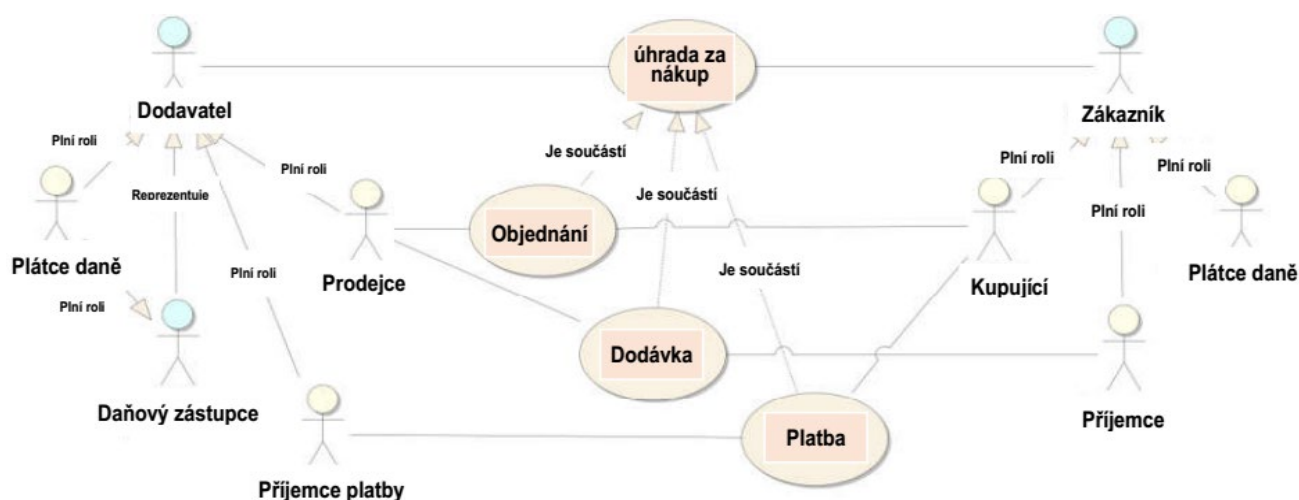 úhrada za
nákup
Dodavatel
Zákazník
Plní roli
Je součástí
Plní roli
Plní roli
Plní roli
Reprezentuie
Je součástí
Plní roli
Objednání
Plátce daně
Plní roli
Prodejce
Je součástí
Kupující
Plátce daně
Plní roli
Dodávka
Daňový zástupce
Příjemce
Platba
Příjemce platby